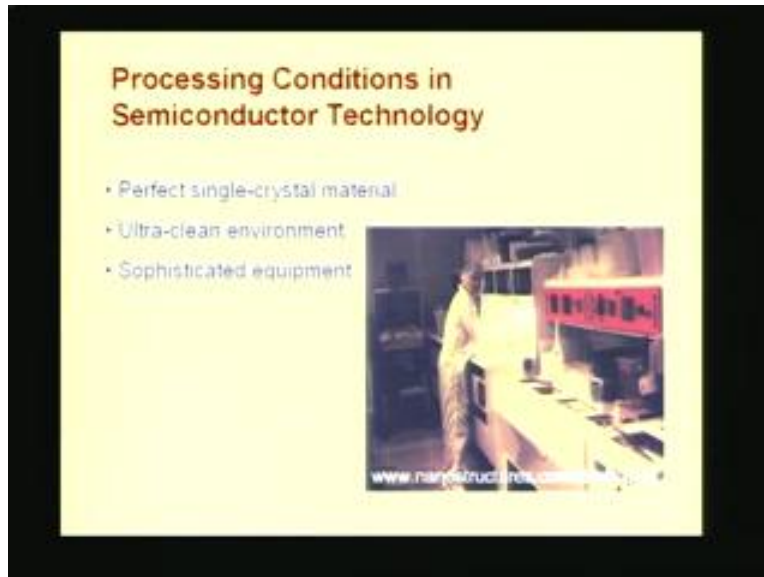 Processing Conditions in
Semiconductor Technology
• Perfect single-crystal material
• Ultra-clean environment
• Sophisticated equipment